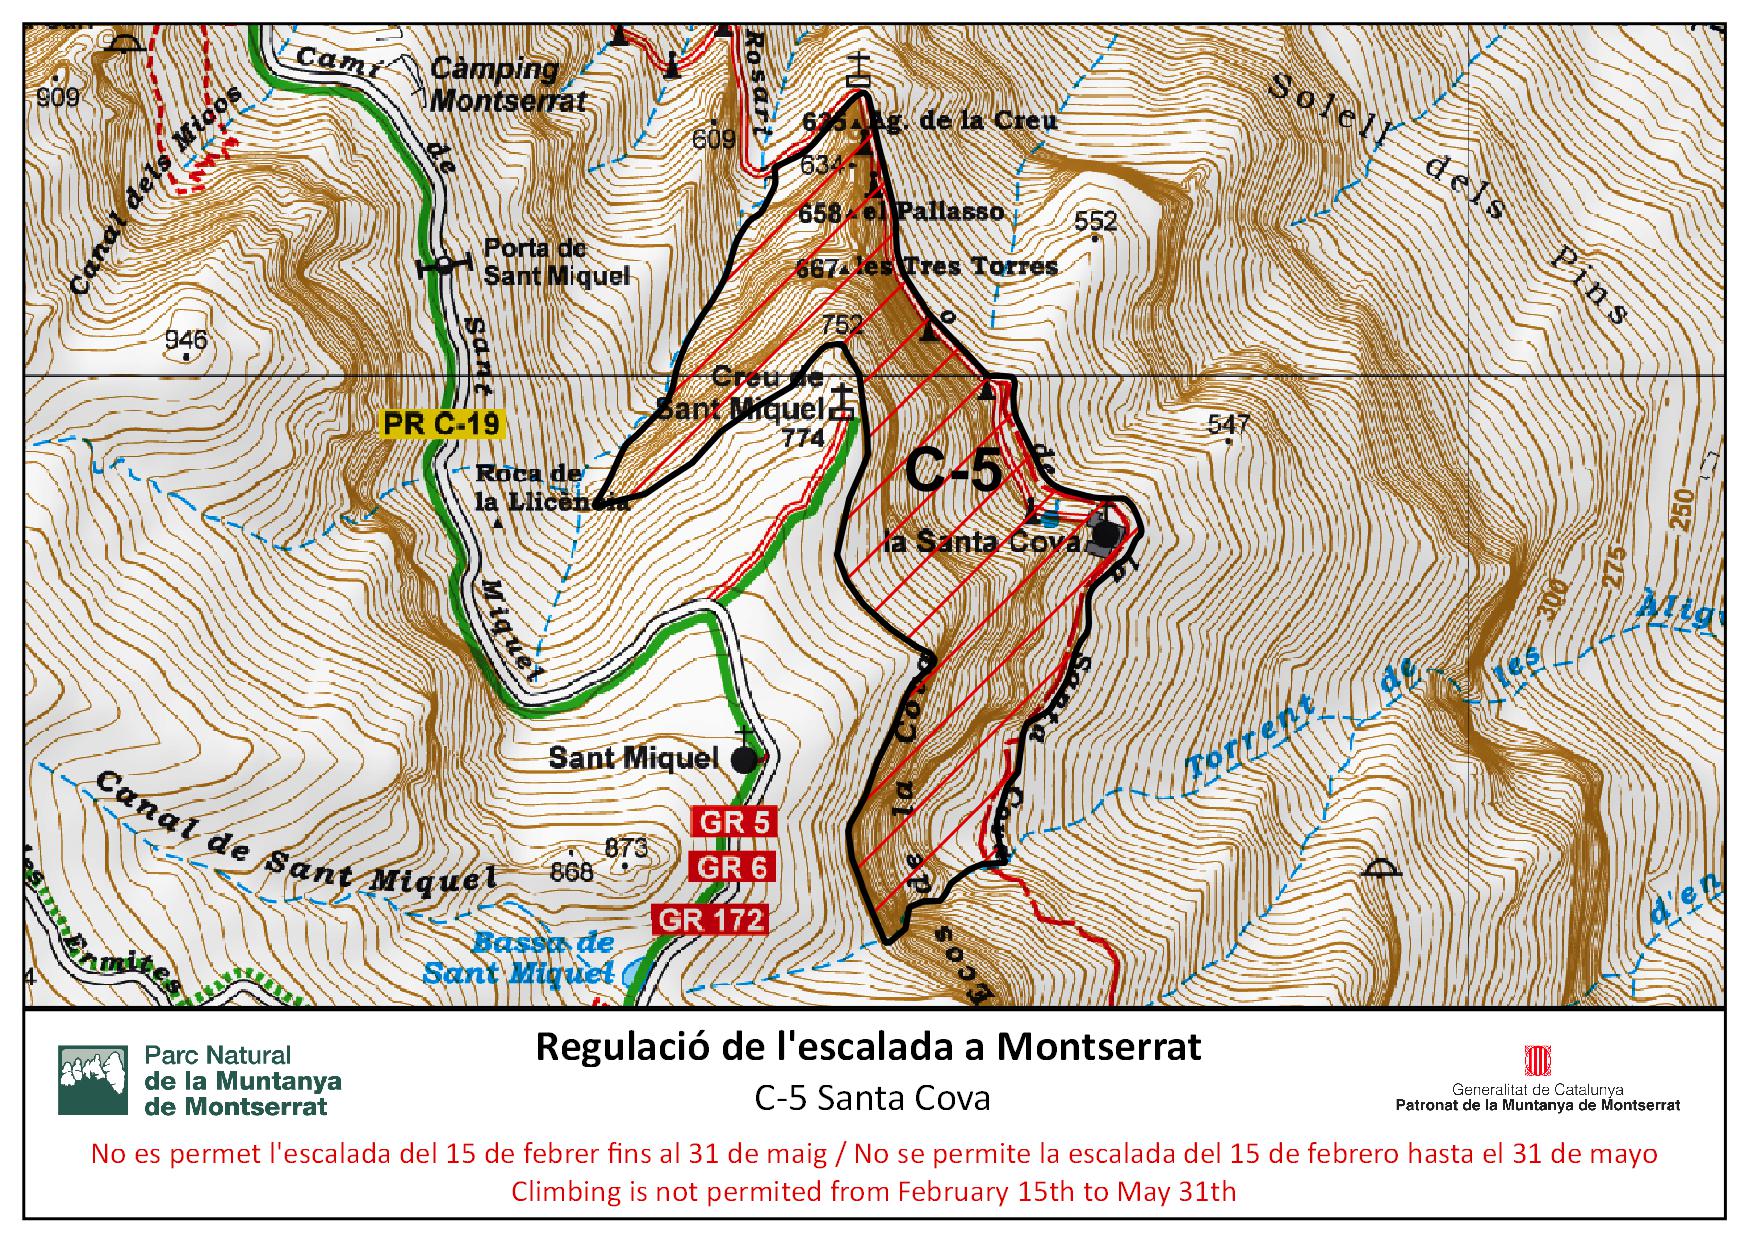 909
Camí
de
Sant
Miquel
Càmping
Montserrat
Rosari
609
635 Ag. de la Creu
634
658 el Pallasso
667 les Tres Torres
752
552
Solell dels Pins
Canal dels Micos
Porta de
Sant Miquel
946
PR C-19
Creu de
Sant Miquel
774
Roca de
la Llicència
C-5
de
la
Santa
Cova
la Santa Cova
547
250
275
300
Torrent de les
Sant Miquel
GR 5
GR 6
GR 172
873
868
Canal de Sant Miquel
Bassa de
Sant Miquel
Ermites
Socs de la Cova
d'en
Regulació de l'escalada a Montserrat
C-5 Santa Cova
Parc Natural
de la Muntanya
de Montserrat
Generalitat de Catalunya
Patronat de la Muntanya de Montserrat
No es permet l'escalada del 15 de febrer fins al 31 de maig / No se permite la escalada del 15 de febrero hasta el 31 de mayo
Climbing is not permited from February 15th to May 31th